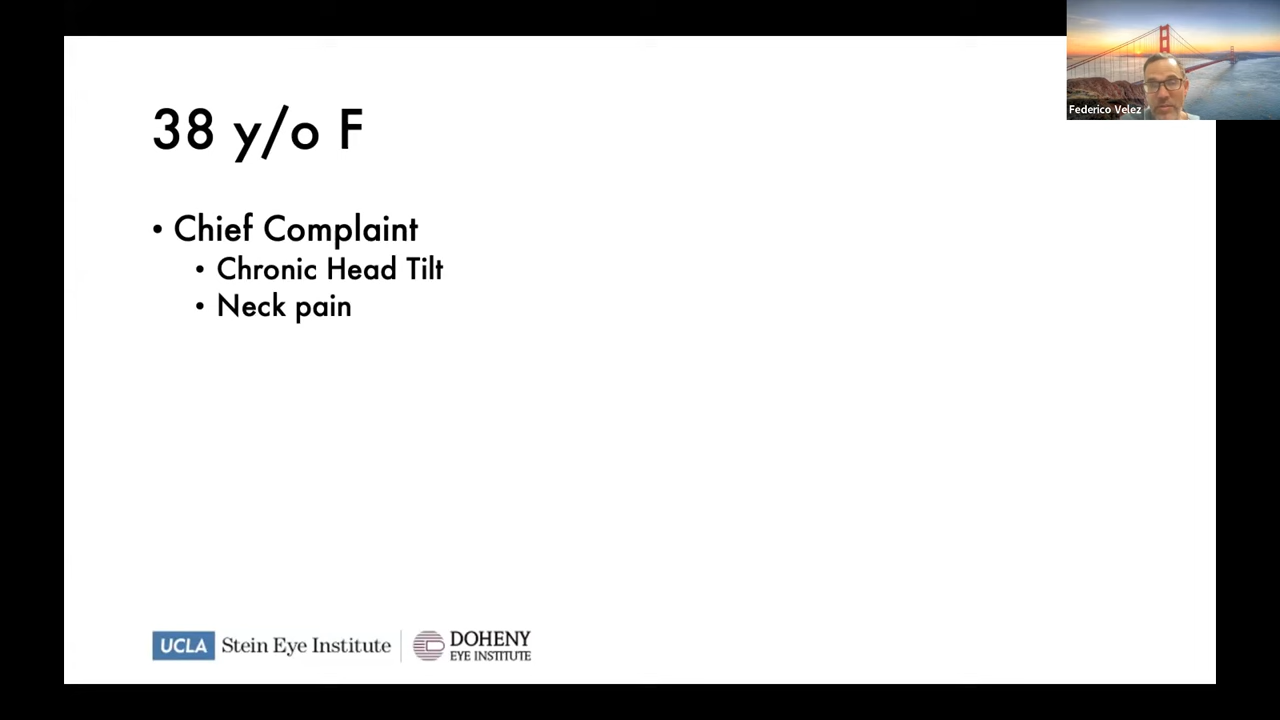 Federico Velez
38 y/o F
• Chief Complaint
• Chronic Head Tilt
• Neck pain
UCLA Stein Eye Institute
DOHENY
EYE INSTITUTE